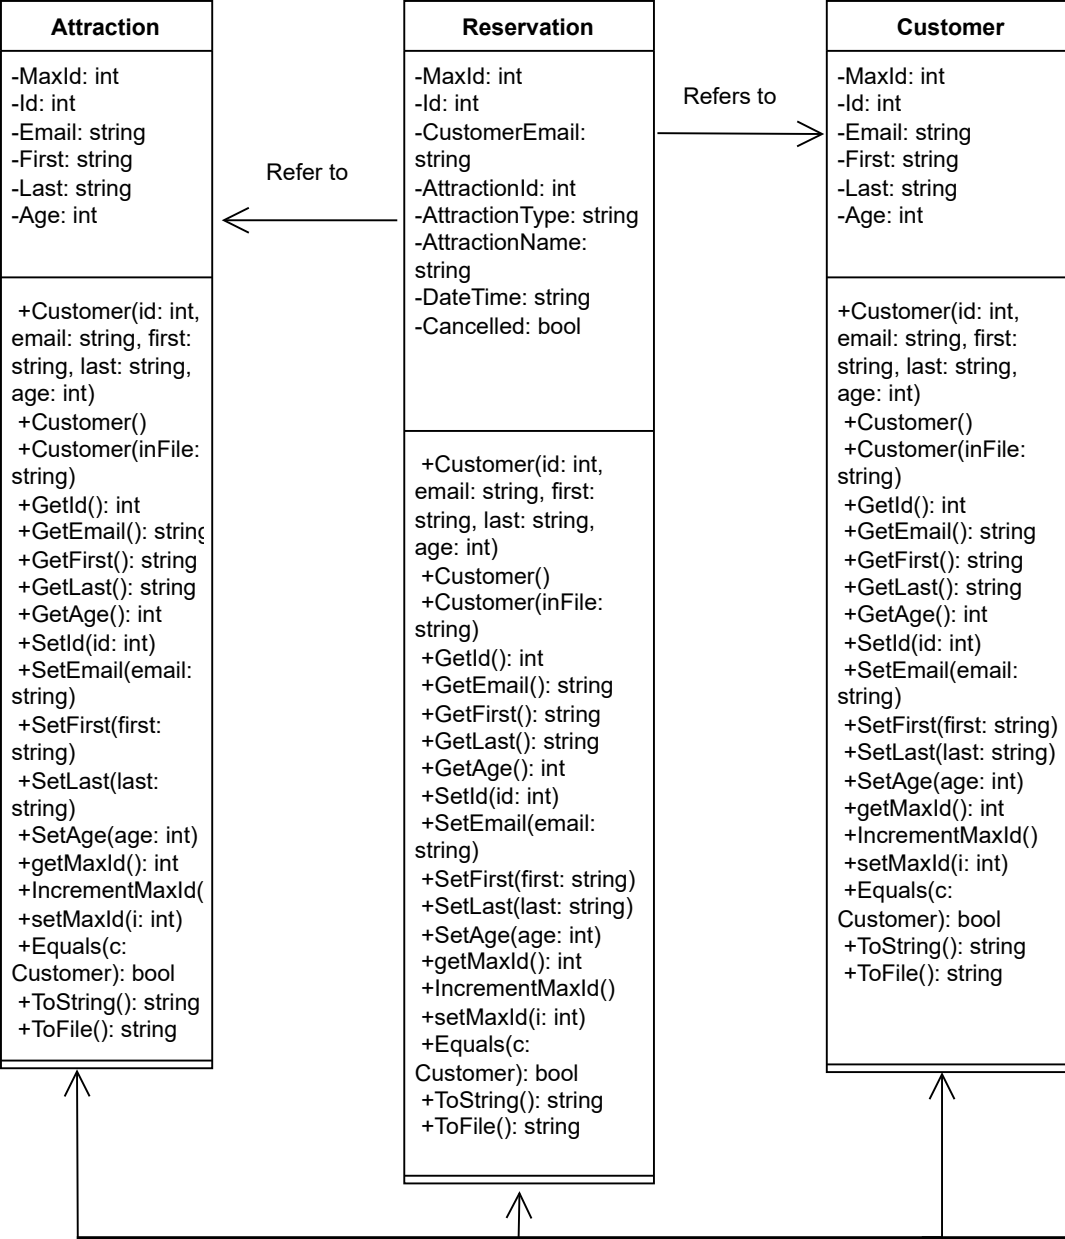 Attraction
-MaxId: int
-Id: int
-Email: string
-First: string
-Last: string
-Age: int
+Customer(id: int,
email: string, first:
string, last: string,
age: int)
+Customer()
+Customer(inFile:
string)
+GetId(): int
+GetEmail(): string
+GetFirst(): string
+GetLast(): string
+GetAge(): int
+SetId(id: int)
+SetEmail(email:
string)
+SetFirst(first:
string)
+SetLast(last:
string)
+SetAge(age: int)
+getMaxId(): int
+IncrementMaxId(
+setMaxId(i: int)
+Equals(c:
Customer): bool
+ToString(): string
+ToFile(): string
Refer to
Reservation
-MaxId: int
-Id: int
-CustomerEmail:
string
-AttractionId: int
-AttractionType: string
-AttractionName:
string
-DateTime: string
-Cancelled: bool
+Customer(id: int,
email: string, first:
string, last: string,
age: int)
+Customer()
+Customer(inFile:
string)
+GetId(): int
+GetEmail(): string
+GetFirst(): string
+GetLast(): string
+GetAge(): int
+SetId(id: int)
+SetEmail(email:
string)
+SetFirst(first: string)
+SetLast(last: string)
+SetAge(age: int)
+getMaxId(): int
+IncrementMaxId()
+setMaxId(i: int)
+Equals(c:
Customer): bool
+ToString(): string
+ToFile(): string
Refers to
Customer
-MaxId: int
-Id: int
-Email: string
-First: string
-Last: string
-Age: int
+Customer(id: int,
email: string, first:
string, last: string,
age: int)
+Customer()
+Customer(inFile:
string)
+GetId(): int
+GetEmail(): string
+GetFirst(): string
+GetLast(): string
+GetAge(): int
+SetId(id: int)
+SetEmail(email:
string)
+SetFirst(first: string)
+SetLast(last: string)
+SetAge(age: int)
+getMaxId(): int
+IncrementMaxId()
+setMaxId(i: int)
+Equals(c:
Customer): bool
+ToString(): string
+ToFile(): string